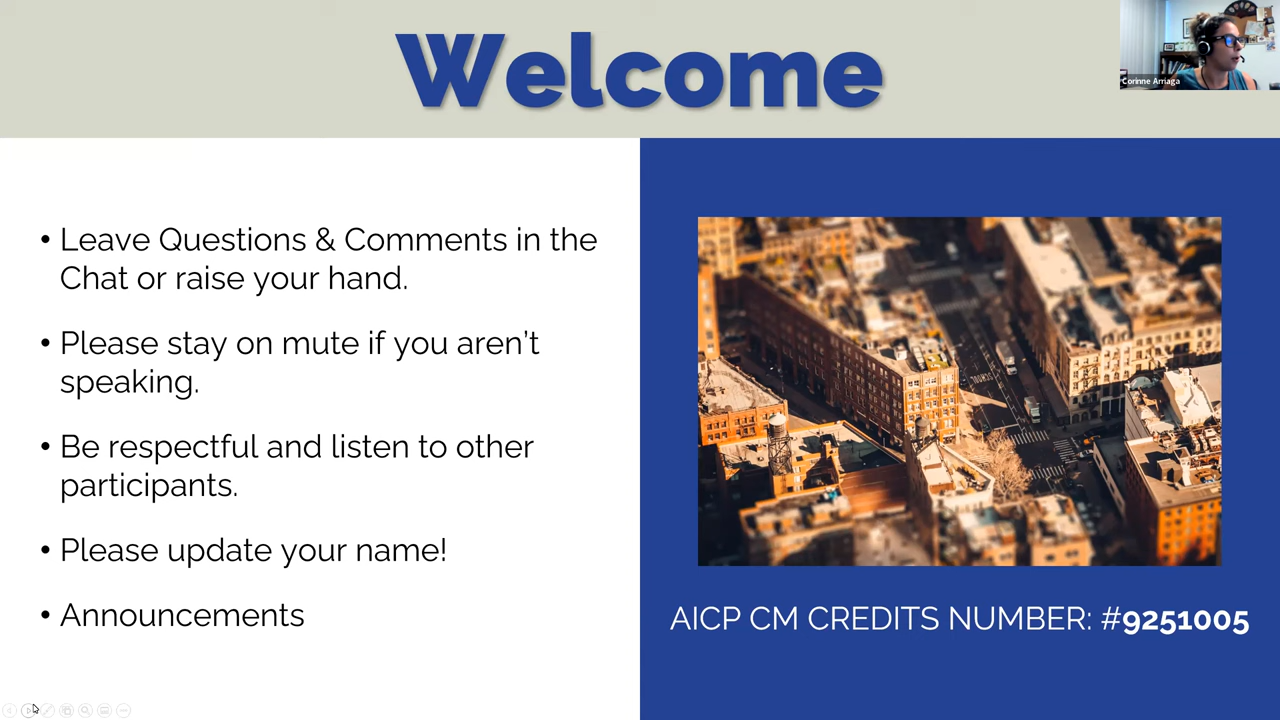 Welcome
Corinne Arriaga
• Leave Questions & Comments in the
Chat or raise your hand.
• Please stay on mute if you aren't
speaking.
• Be respectful and listen to other
participants.
• Please update your name!
• Announcements
AICP CM CREDITS NUMBER: #9251005